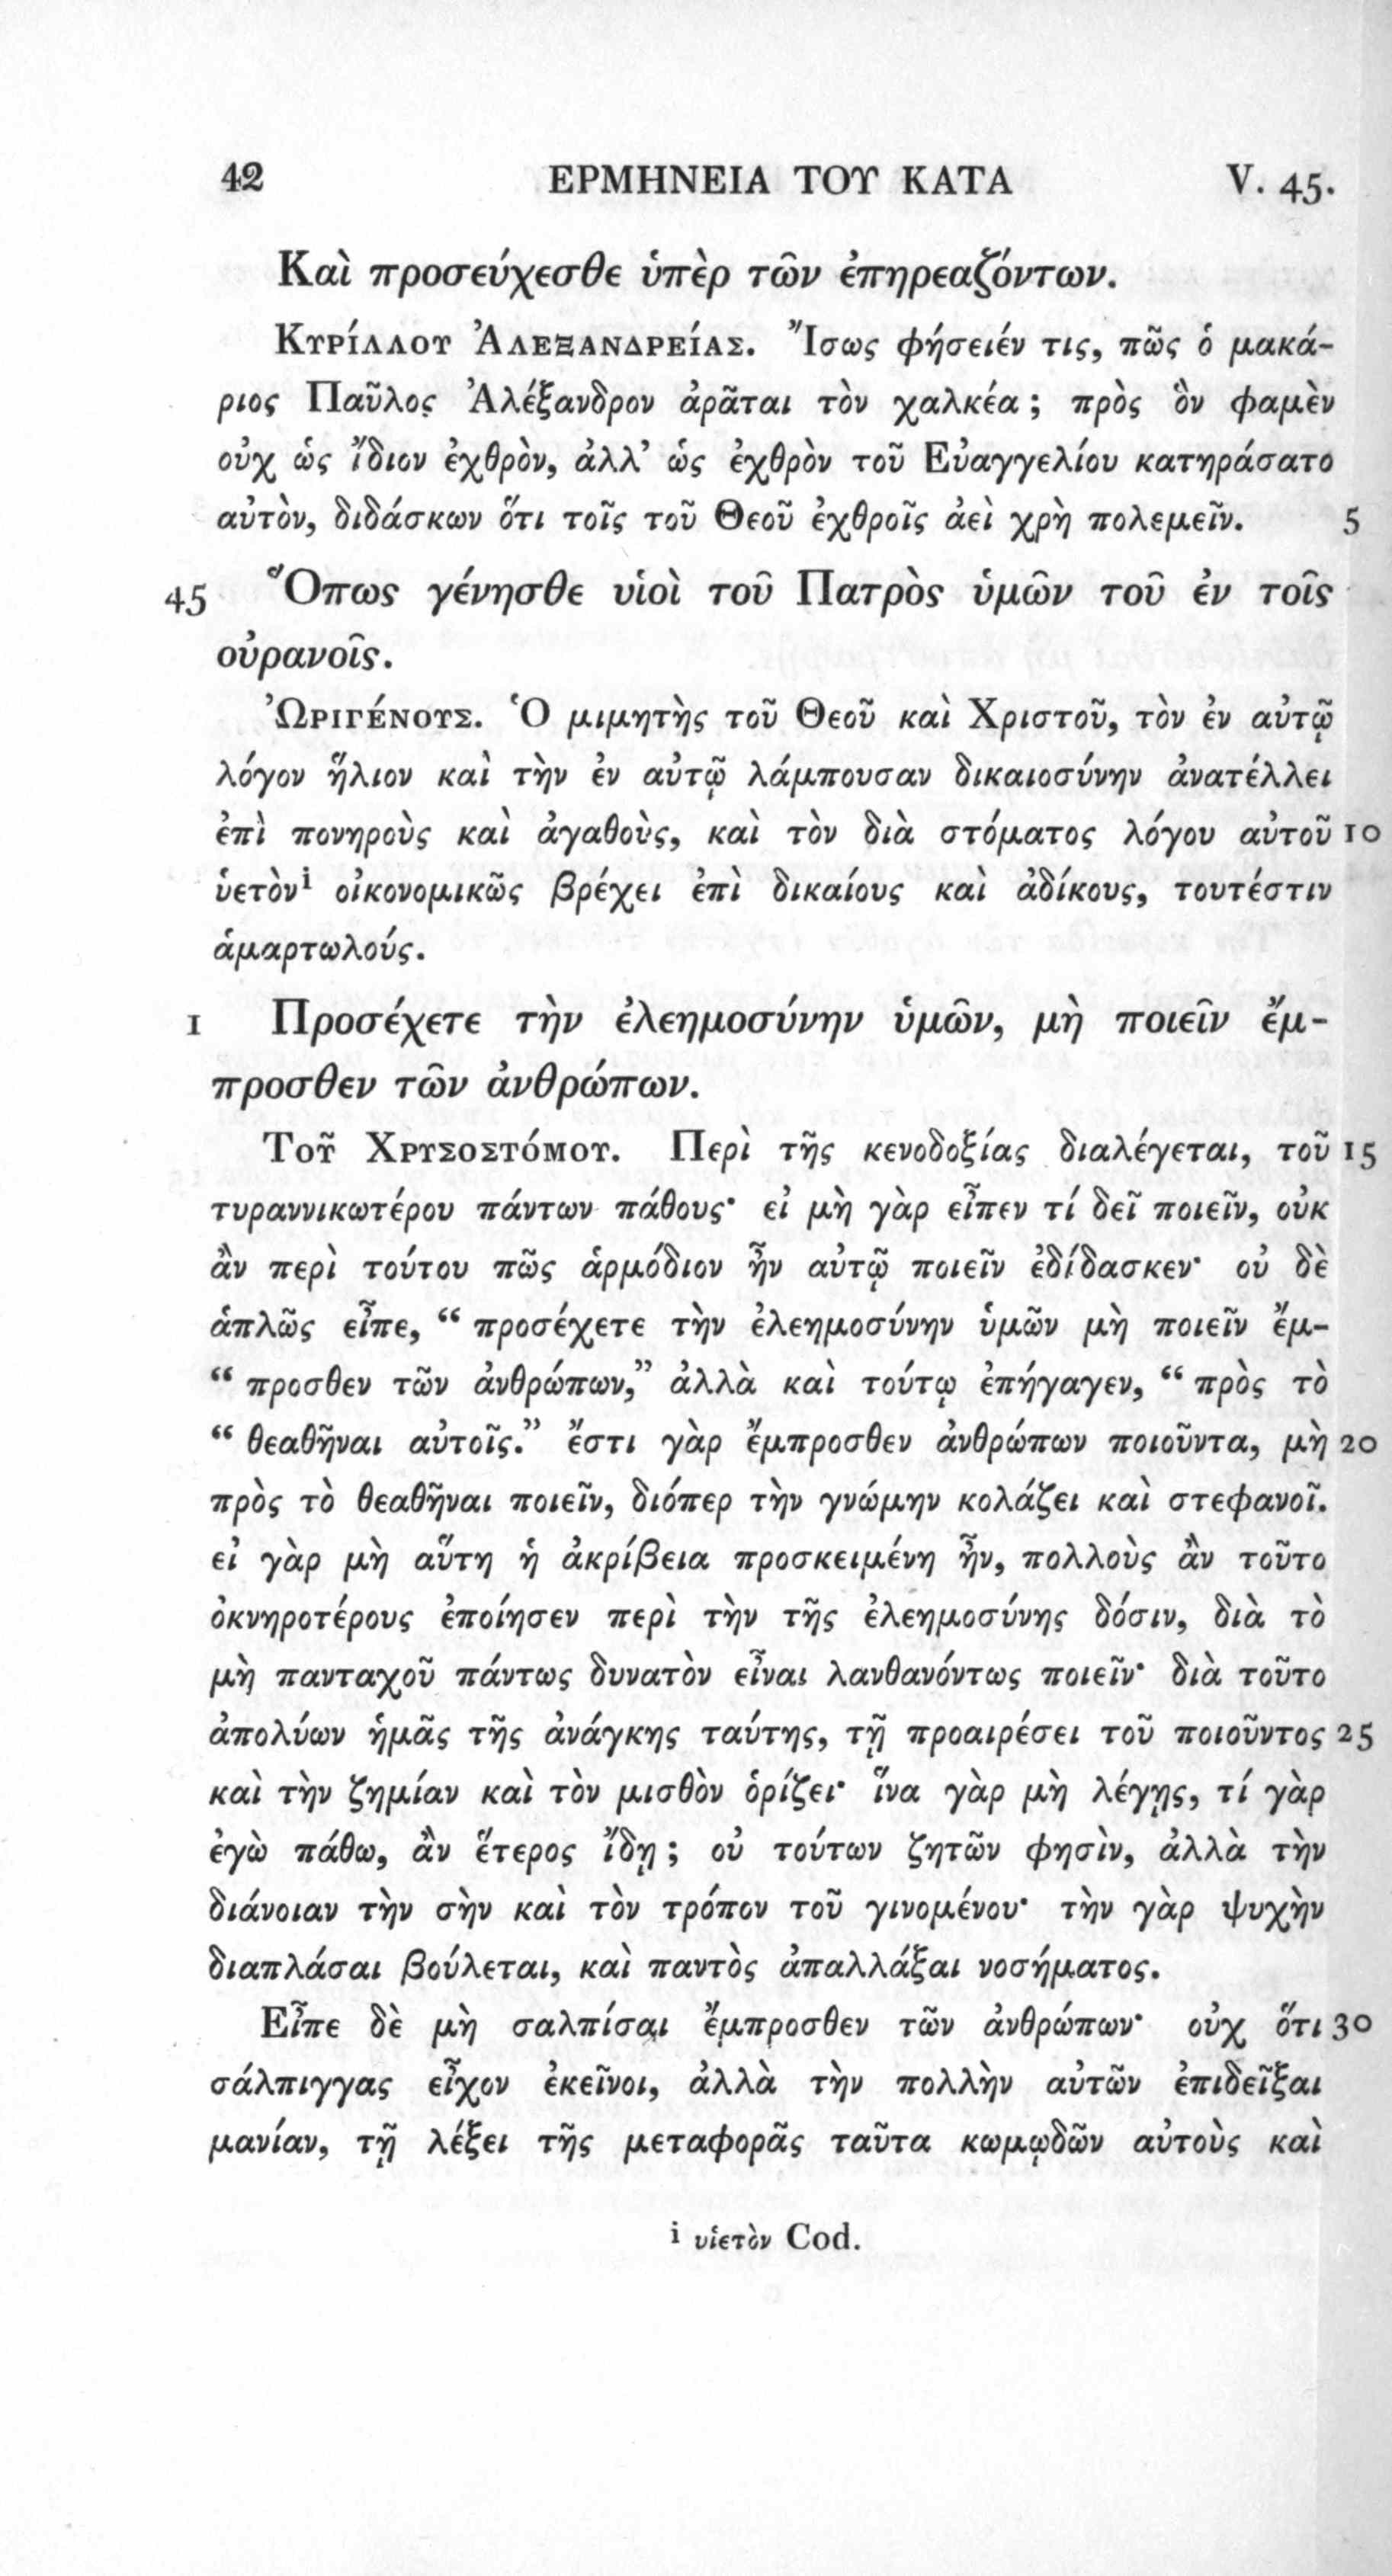 42 ΕΡΜΗΝΕΙΑ ΤΟΥ ΚΑΤΑ V. 45.
Καὶ προσεύχεσθε ὑπὲρ τῶν ἐπηρεαζόντων.
Κυρίλλου Ἀλεξανδρείας. Ἴσως φήσειέν τις, πῶς ὁ μακά-
ριος Παῦλος Ἀλέξανδρον ἀρᾶται τὸν χαλκέα ; πρὸς ὃν φαμὲν
οὐχ ὡς ἴδιον ἐχθρὸν, ἀλλ’ ὡς ἐχθρὸν τοῦ Εὐαγγελίου κατηράσατο
αὐτὸν, διδάσκων ὅτι τοῖς τοῦ Θεοῦ ἐχθροῖς ἀεὶ χρὴ πολεμεῖν. 5
45 Ὅπως γένησθε υἱοὶ τοῦ Πατρὸς ὑμῶν τοῦ ἐν τοῖς
οὐρανοῖς.
Ὠριγένους. Ὁ μιμητὴς τοῦ Θεοῦ καὶ Χριστοῦ, τὸν ἐν αὐτῷ
λόγον ἥλιον καὶ τὴν ἐν αὐτῷ λάμπουσαν δικαιοσύνην ἀνατέλλει
ἐπὶ πονηροὺς καὶ ἀγαθοὺς, καὶ τὸν διὰ στόματος λόγου αὐτοῦ 10
ὑετὸν i οἰκονομικῶς βρέχει ἐπὶ δικαίους καὶ ἀδίκους, τουτέστιν
ἁμαρτωλούς.
1 Προσέχετε τὴν ἐλεημοσύνην ὑμῶν, μὴ ποιεῖν ἔμ-
προσθεν τῶν ἀνθρώπων.
Τοῦ Χρυσοστόμου. Περὶ τῆς κενοδοξίας διαλέγεται, τοῦ 15
τυραννικωτέρου πάντων πάθους· εἰ μὴ γὰρ εἶπεν τί δεῖ ποιεῖν, οὐκ
ἂν περὶ τούτου πῶς ἁρμόδιον ἦν αὐτῷ ποιεῖν ἐδίδασκεν· οὐ δὲ
ἁπλῶς εἶπε, “ προσέχετε τὴν ἐλεημοσύνην ὑμῶν μὴ ποιεῖν ἔμ-
“ προσθεν τῶν ἀνθρώπων,” ἀλλὰ καὶ τούτῳ ἐπήγαγεν, “ πρὸς τὸ
“ θεαθῆναι αὐτοῖς.” ἔστι γὰρ ἔμπροσθεν ἀνθρώπων ποιοῦντα, μὴ 20
πρὸς τὸ θεαθῆναι ποιεῖν, διόπερ τὴν γνώμην κολάζει καὶ στεφανοῖ.
εἰ γὰρ μὴ αὕτη ἡ ἀκρίβεια προσκειμένη ἦν, πολλοὺς ἂν τοῦτο
ὀκνηροτέρους ἐποίησεν περὶ τὴν τῆς ἐλεημοσύνης δόσιν, διὰ τὸ
μὴ πανταχοῦ πάντως δυνατὸν εἶναι λανθανόντως ποιεῖν· διὰ τοῦτο
ἀπολύων ἡμᾶς τῆς ἀνάγκης ταύτης, τῇ προαιρέσει τοῦ ποιοῦντος 25
καὶ τὴν ζημίαν καὶ τὸν μισθὸν ὁρίζει· ἵνα γὰρ μὴ λέγῃς, τί γὰρ
ἐγὼ πάθω, ἂν ἕτερος ἴδῃ ; οὐ τούτων ζητῶν φησὶν, ἀλλὰ τὴν
διάνοιαν τὴν σὴν καὶ τὸν τρόπον τοῦ γινομένου· τὴν γὰρ ψυχὴν
διαπλάσαι βούλεται, καὶ παντὸς ἀπαλλάξαι νοσήματος.
Εἶπε δὲ μὴ σαλπίσαι ἔμπροσθεν τῶν ἀνθρώπων· οὐχ ὅτι 30
σάλπιγγας εἶχον ἐκεῖνοι, ἀλλὰ τὴν πολλὴν αὐτῶν ἐπιδεῖξαι
μανίαν, τῇ λέξει τῆς μεταφορᾶς ταῦτα κωμῳδῶν αὐτοὺς καὶ
i υἱετὸν Cod.